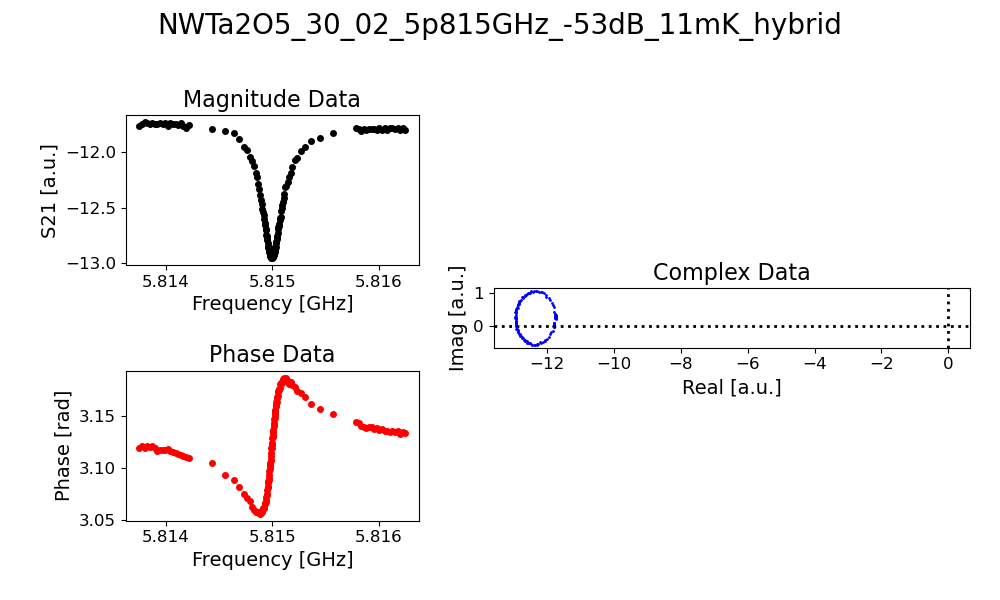 NWTa2O5_30_02_5p815GHz_-53dB_11mK_hybrid
Magnitude Data
S21 [a.u.]
−12.0
−12.5
−13.0
5.814 5.815 5.816
Frequency [GHz]
Phase Data
Phase [rad]
3.15
3.10
3.05
5.814 5.815 5.816
Frequency [GHz]
Complex Data
Imag [a.u.]
1
0
−12 −10 −8 −6 −4 −2 0
Real [a.u.]